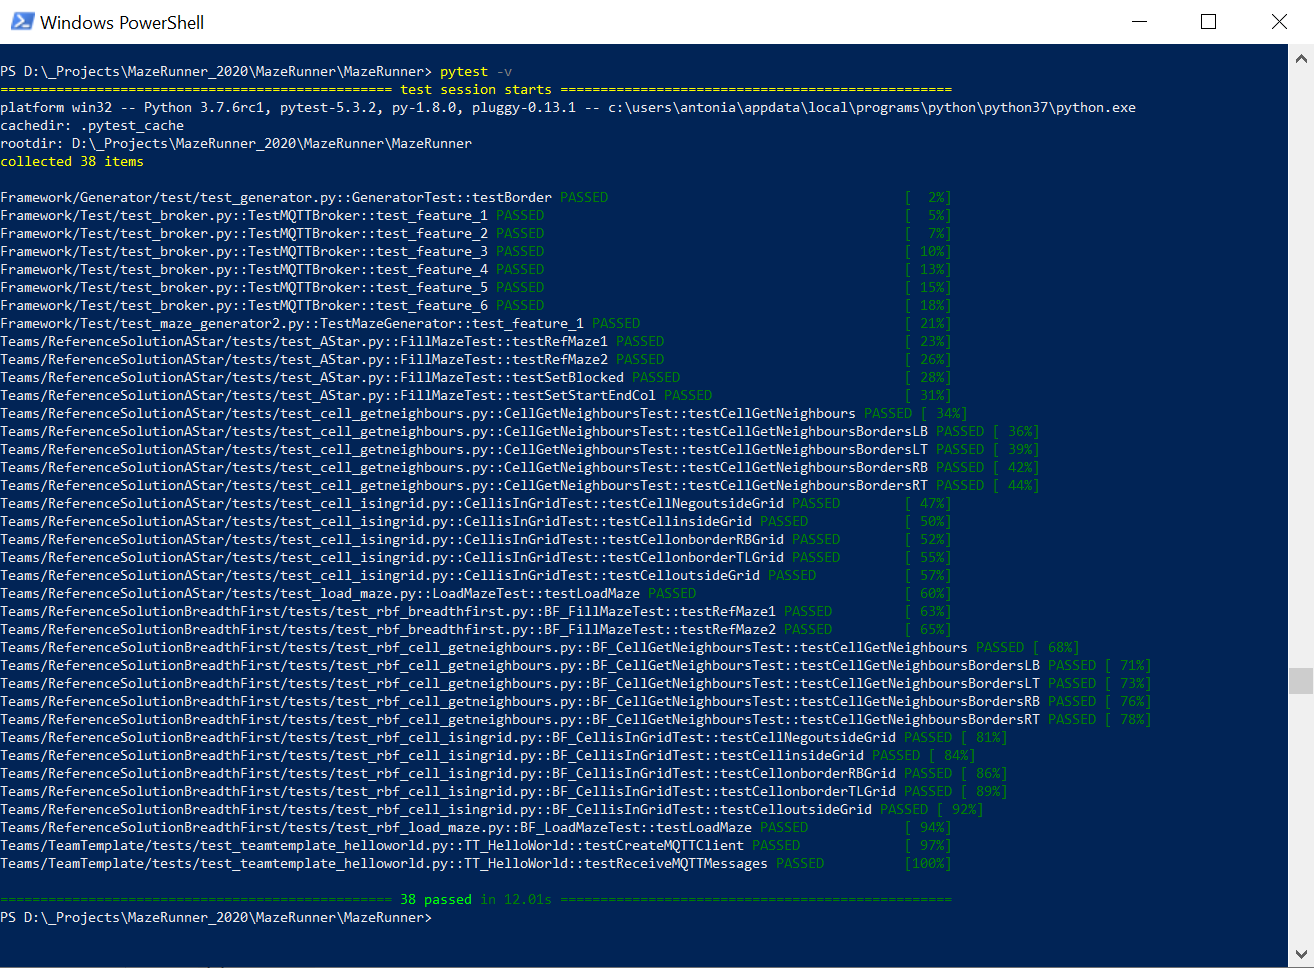 Windows PowerShell
PS D:\_Projects\MazeRunner_2020\MazeRunner\MazeRunner> pytest -v
================================================= test session starts =================================================
platform win32 -- Python 3.7.6rc1, pytest-5.3.2, py-1.8.0, pluggy-0.13.1 -- c:\users\antonia\appdata\local\programs\python\python37\python.exe
cachedir: .pytest_cache
rootdir: D:\_Projects\MazeRunner_2020\MazeRunner\MazeRunner
collected 38 items
Framework/Generator/test/test_generator.py::GeneratorTest::testBorder PASSED [  2%]
Framework/Test/test_broker.py::TestMQTTBroker::test_feature_1 PASSED [  5%]
Framework/Test/test_broker.py::TestMQTTBroker::test_feature_2 PASSED [  7%]
Framework/Test/test_broker.py::TestMQTTBroker::test_feature_3 PASSED [ 10%]
Framework/Test/test_broker.py::TestMQTTBroker::test_feature_4 PASSED [ 13%]
Framework/Test/test_broker.py::TestMQTTBroker::test_feature_5 PASSED [ 15%]
Framework/Test/test_broker.py::TestMQTTBroker::test_feature_6 PASSED [ 18%]
Framework/Test/test_maze_generator2.py::TestMazeGenerator::test_feature_1 PASSED [ 21%]
Teams/ReferenceSolutionAStar/tests/test_AStar.py::FillMazeTest::testRefMaze1 PASSED [ 23%]
Teams/ReferenceSolutionAStar/tests/test_AStar.py::FillMazeTest::testRefMaze2 PASSED [ 26%]
Teams/ReferenceSolutionAStar/tests/test_AStar.py::FillMazeTest::testSetBlocked PASSED [ 28%]
Teams/ReferenceSolutionAStar/tests/test_AStar.py::FillMazeTest::testSetStartEndCol PASSED [ 31%]
Teams/ReferenceSolutionAStar/tests/test_cell_getneighbours.py::CellGetNeighboursTest::testCellGetNeighbours PASSED [ 34%]
Teams/ReferenceSolutionAStar/tests/test_cell_getneighbours.py::CellGetNeighboursTest::testCellGetNeighboursBordersLB PASSED [ 36%]
Teams/ReferenceSolutionAStar/tests/test_cell_getneighbours.py::CellGetNeighboursTest::testCellGetNeighboursBordersLT PASSED [ 39%]
Teams/ReferenceSolutionAStar/tests/test_cell_getneighbours.py::CellGetNeighboursTest::testCellGetNeighboursBordersRB PASSED [ 42%]
Teams/ReferenceSolutionAStar/tests/test_cell_getneighbours.py::CellGetNeighboursTest::testCellGetNeighboursBordersRT PASSED [ 44%]
Teams/ReferenceSolutionAStar/tests/test_cell_isingrid.py::CellisInGridTest::testCellNegoutsideGrid PASSED [ 47%]
Teams/ReferenceSolutionAStar/tests/test_cell_isingrid.py::CellisInGridTest::testCellinsideGrid PASSED [ 50%]
Teams/ReferenceSolutionAStar/tests/test_cell_isingrid.py::CellisInGridTest::testCellonborderRBGrid PASSED [ 52%]
Teams/ReferenceSolutionAStar/tests/test_cell_isingrid.py::CellisInGridTest::testCellonborderTLGrid PASSED [ 55%]
Teams/ReferenceSolutionAStar/tests/test_cell_isingrid.py::CellisInGridTest::testCelloutsideGrid PASSED [ 57%]
Teams/ReferenceSolutionAStar/tests/test_load_maze.py::LoadMazeTest::testLoadMaze PASSED [ 60%]
Teams/ReferenceSolutionBreadthFirst/tests/test_rbf_breadthfirst.py::BF_FillMazeTest::testRefMaze1 PASSED [ 63%]
Teams/ReferenceSolutionBreadthFirst/tests/test_rbf_breadthfirst.py::BF_FillMazeTest::testRefMaze2 PASSED [ 65%]
Teams/ReferenceSolutionBreadthFirst/tests/test_rbf_cell_getneighbours.py::BF_CellGetNeighboursTest::testCellGetNeighbours PASSED [ 68%]
Teams/ReferenceSolutionBreadthFirst/tests/test_rbf_cell_getneighbours.py::BF_CellGetNeighboursTest::testCellGetNeighboursBordersLB PASSED [ 71%]
Teams/ReferenceSolutionBreadthFirst/tests/test_rbf_cell_getneighbours.py::BF_CellGetNeighboursTest::testCellGetNeighboursBordersLT PASSED [ 73%]
Teams/ReferenceSolutionBreadthFirst/tests/test_rbf_cell_getneighbours.py::BF_CellGetNeighboursTest::testCellGetNeighboursBordersRB PASSED [ 76%]
Teams/ReferenceSolutionBreadthFirst/tests/test_rbf_cell_getneighbours.py::BF_CellGetNeighboursTest::testCellGetNeighboursBordersRT PASSED [ 78%]
Teams/ReferenceSolutionBreadthFirst/tests/test_rbf_cell_isingrid.py::BF_CellisInGridTest::testCellNegoutsideGrid PASSED [ 81%]
Teams/ReferenceSolutionBreadthFirst/tests/test_rbf_cell_isingrid.py::BF_CellisInGridTest::testCellinsideGrid PASSED [ 84%]
Teams/ReferenceSolutionBreadthFirst/tests/test_rbf_cell_isingrid.py::BF_CellisInGridTest::testCellonborderRBGrid PASSED [ 86%]
Teams/ReferenceSolutionBreadthFirst/tests/test_rbf_cell_isingrid.py::BF_CellisInGridTest::testCellonborderTLGrid PASSED [ 89%]
Teams/ReferenceSolutionBreadthFirst/tests/test_rbf_cell_isingrid.py::BF_CellisInGridTest::testCelloutsideGrid PASSED [ 92%]
Teams/ReferenceSolutionBreadthFirst/tests/test_rbf_load_maze.py::BF_LoadMazeTest::testLoadMaze PASSED [ 94%]
Teams/TeamTemplate/tests/test_teamtemplate_helloworld.py::TT_HelloWorld::testCreateMQTTClient PASSED [ 97%]
Teams/TeamTemplate/tests/test_teamtemplate_helloworld.py::TT_HelloWorld::testReceiveMQTTMessages PASSED [100%]
================================================= 38 passed in 12.01s =================================================
PS D:\_Projects\MazeRunner_2020\MazeRunner\MazeRunner>